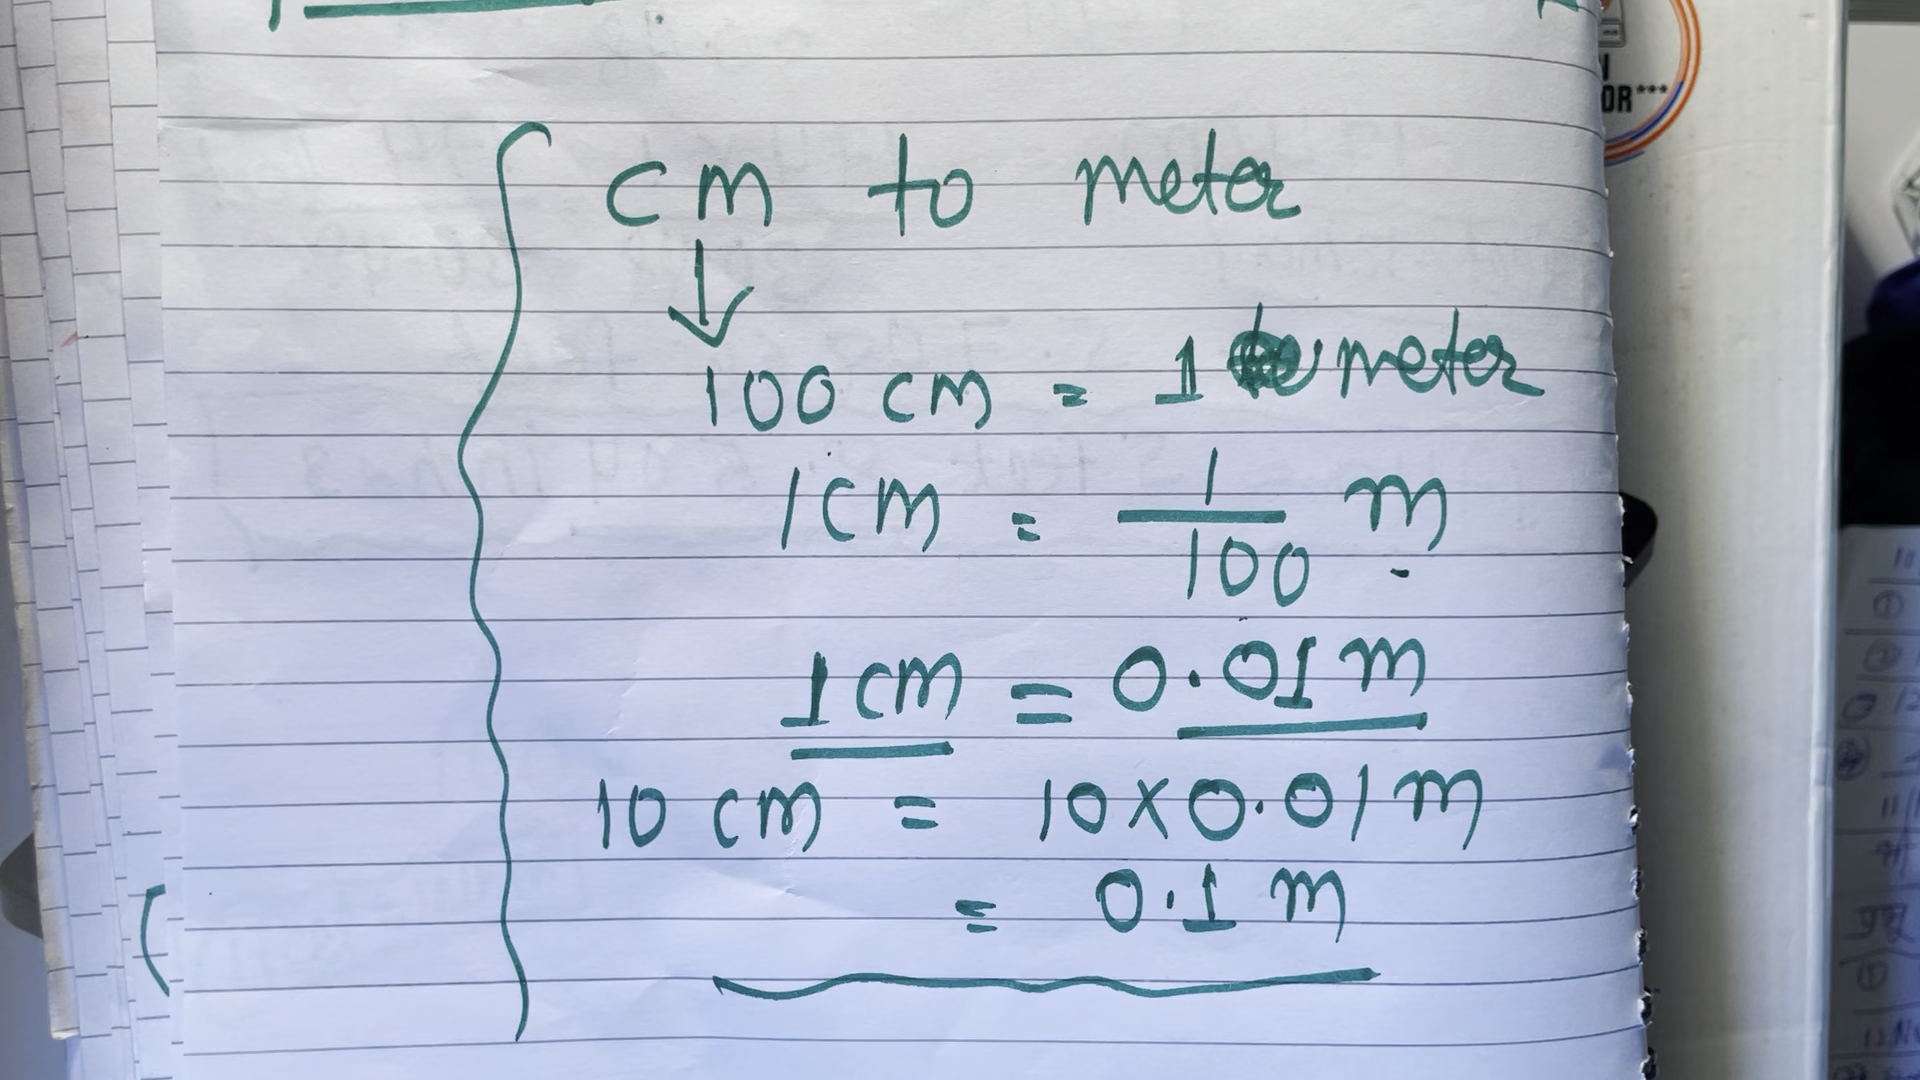 cm to meter
100 cm = 1 meter
1cm = 1/100 m
1 cm = 0.01 m
10 cm = 10×0.01 m
= 0.1 m
OR***